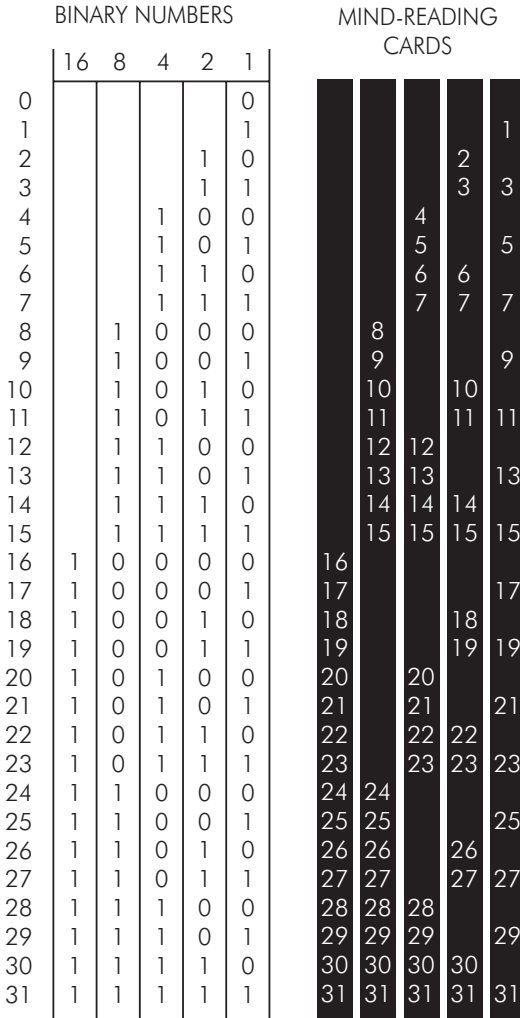 BINARY NUMBERS
MIND-READING
CARDS
16 8 4 2 1
0 0
1 1 1
2 1 0 2
3 1 1 3 3
4 1 0 0 4
5 1 0 1 5 5
6 1 1 0 6 6
7 1 1 1 7 7 7
8 1 0 0 0 8
9 1 0 0 1 9 9
10 1 0 1 0 10 10
11 1 0 1 1 11 11 11
12 1 1 0 0 12 12
13 1 1 0 1 13 13 13
14 1 1 1 0 14 14 14
15 1 1 1 1 15 15 15 15
16 1 0 0 0 0 16
17 1 0 0 0 1 17 17
18 1 0 0 1 0 18 18
19 1 0 0 1 1 19 19 19
20 1 0 1 0 0 20 20
21 1 0 1 0 1 21 21 21
22 1 0 1 1 0 22 22 22
23 1 0 1 1 1 23 23 23 23
24 1 1 0 0 0 24 24
25 1 1 0 0 1 25 25 25
26 1 1 0 1 0 26 26 26
27 1 1 0 1 1 27 27 27 27
28 1 1 1 0 0 28 28 28
29 1 1 1 0 1 29 29 29 29
30 1 1 1 1 0 30 30 30 30
31 1 1 1 1 1 31 31 31 31 31